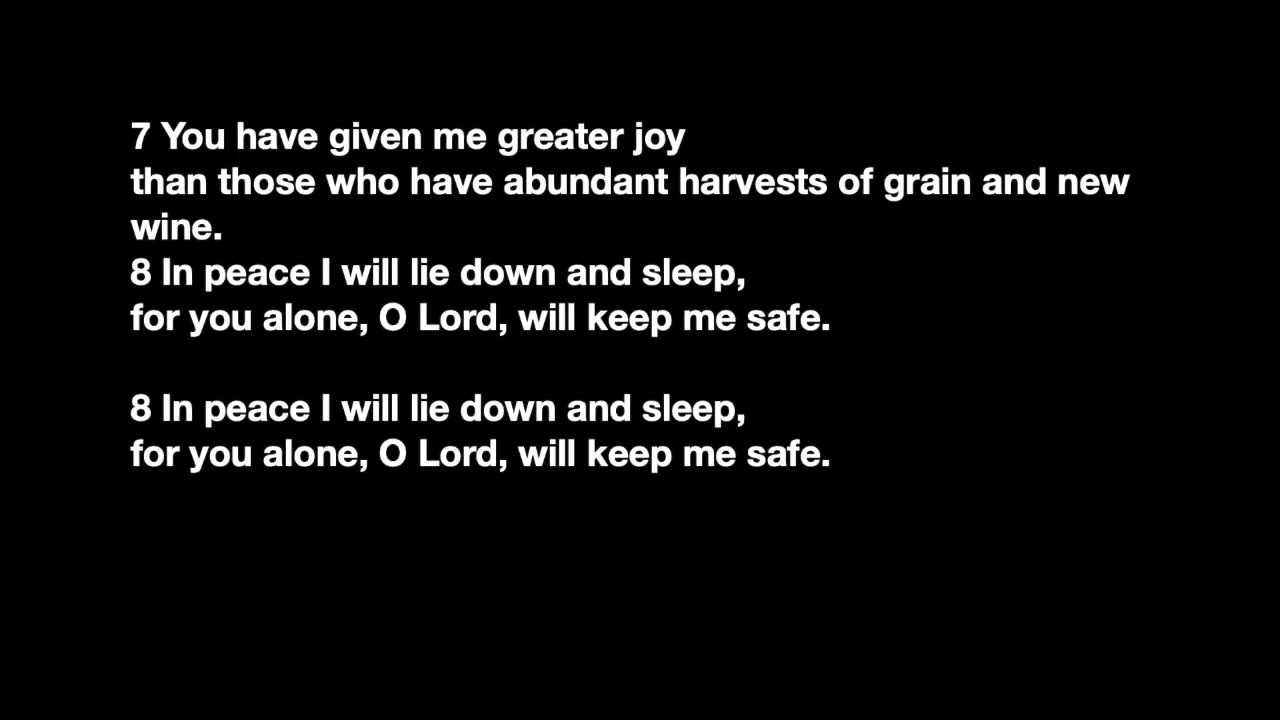 7 You have given me greater joy
than those who have abundant harvests of grain and new
wine.
8 In peace I will lie down and sleep,
for you alone, O Lord, will keep me safe.
8 In peace I will lie down and sleep,
for you alone, O Lord, will keep me safe.